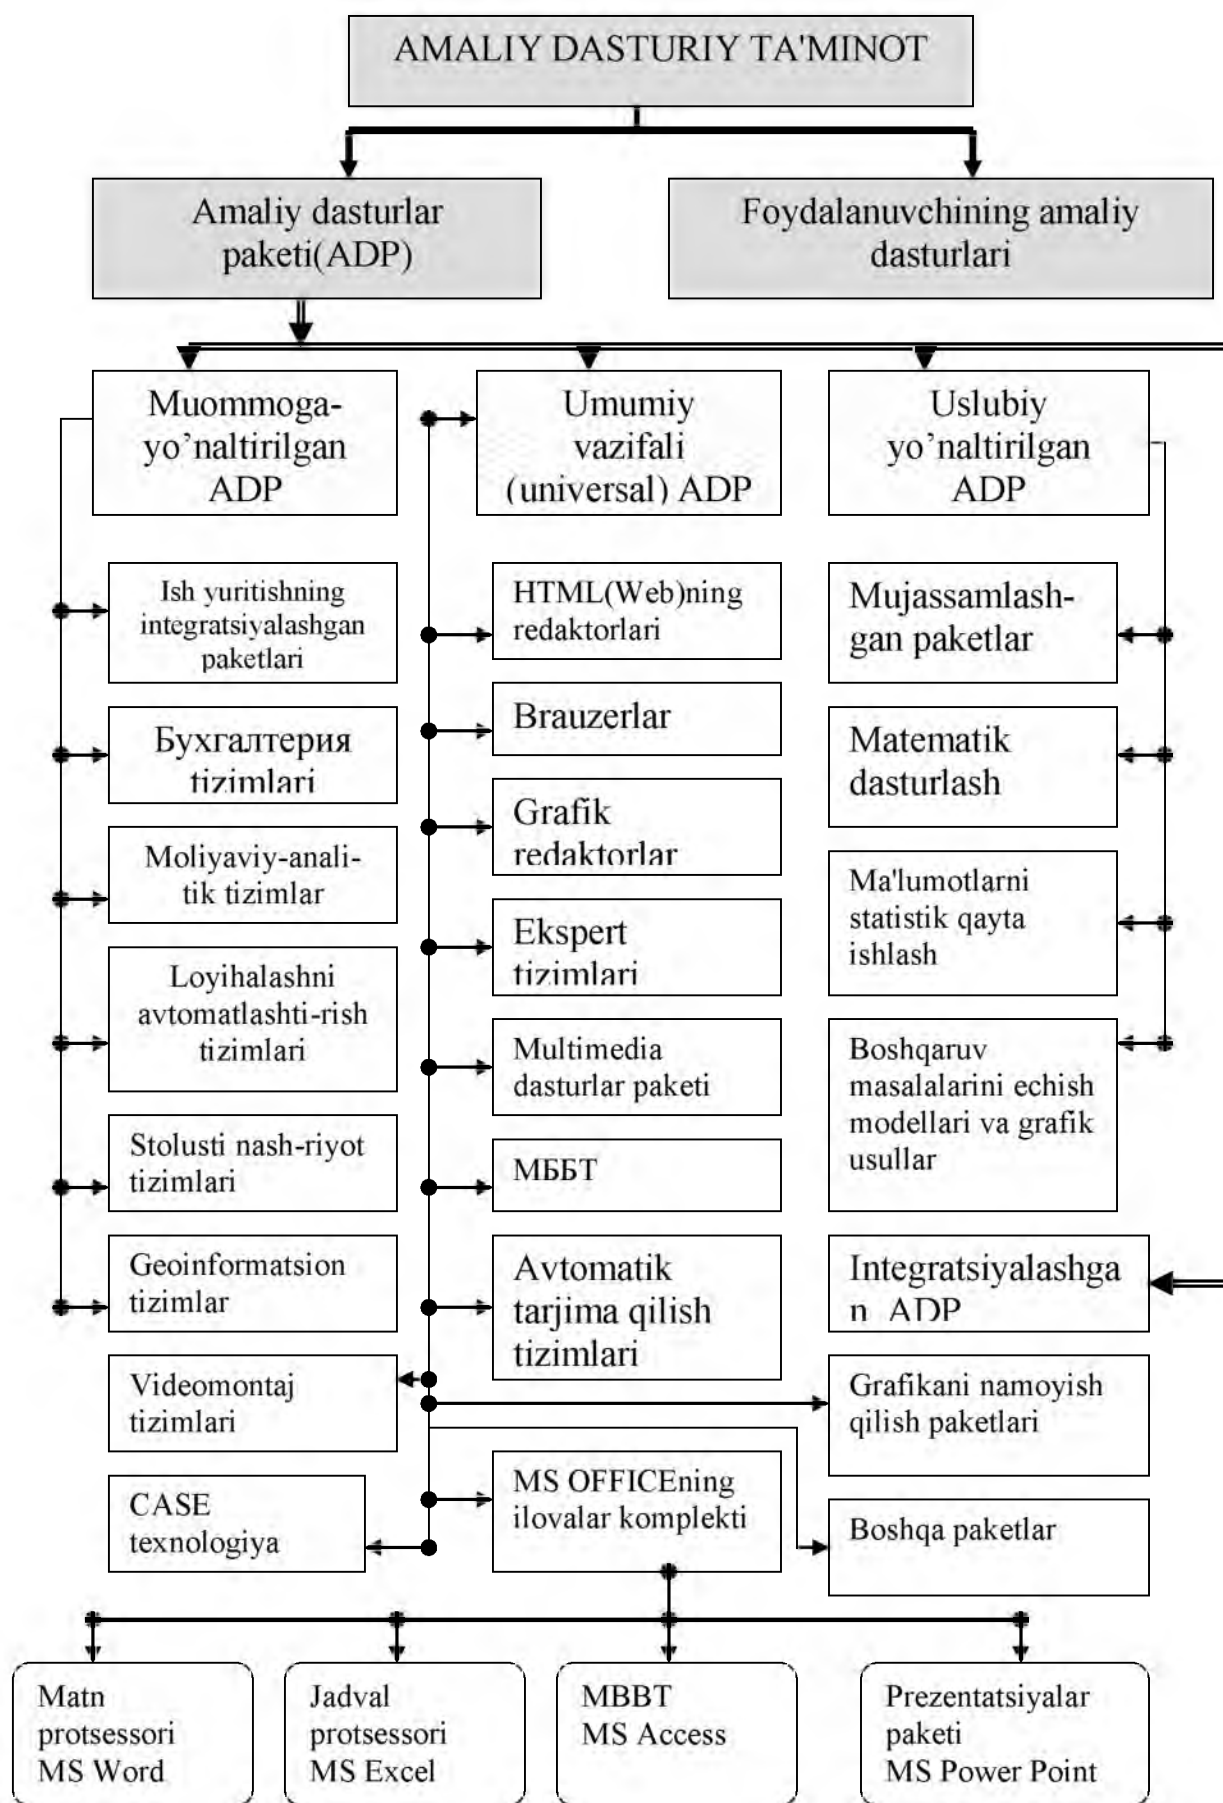 AMALIY DASTURIY TA'MINOT
Amaliy dasturlar
paketi(ADP)
Foydalanuvchining amaliy
dasturlari
Muommoga-
yo’naltirilgan
ADP
Umumiy
vazifali
(universal) ADP
Uslubiy
yo’naltirilgan
ADP
Ish yuritishning
integratsiyalashgan
paketlari
Бухгалтерия
tizimlari
Moliyaviy-anali-
tik tizimlar
Loyihalashni
avtomatlashti-rish
tizimlari
Stolusti nash-riyot
tizimlari
Geoinformatsion
tizimlar
Videomontaj
tizimlari
CASE
texnologiya
HTML(Web)ning
redaktorlari
Brauzerlar
Grafik
redaktorlar
Ekspert
tizimlari
Multimedia
dasturlar paketi
МББТ
Avtomatik
tarjima qilish
tizimlari
MS OFFICEning
ilovalar komplekti
Mujassamlash-
gan paketlar
Matematik
dasturlash
Ma'lumotlarni
statistik qayta
ishlash
Boshqaruv
masalalarini echish
modellari va grafik
usullar
Integratsiyalashga
n ADP
Grafikani namoyish
qilish paketlari
Boshqa paketlar
Matn
protsessori
MS Word
Jadval
protsessori
MS Excel
MBBT
MS Access
Prezentatsiyalar
paketi
MS Power Point